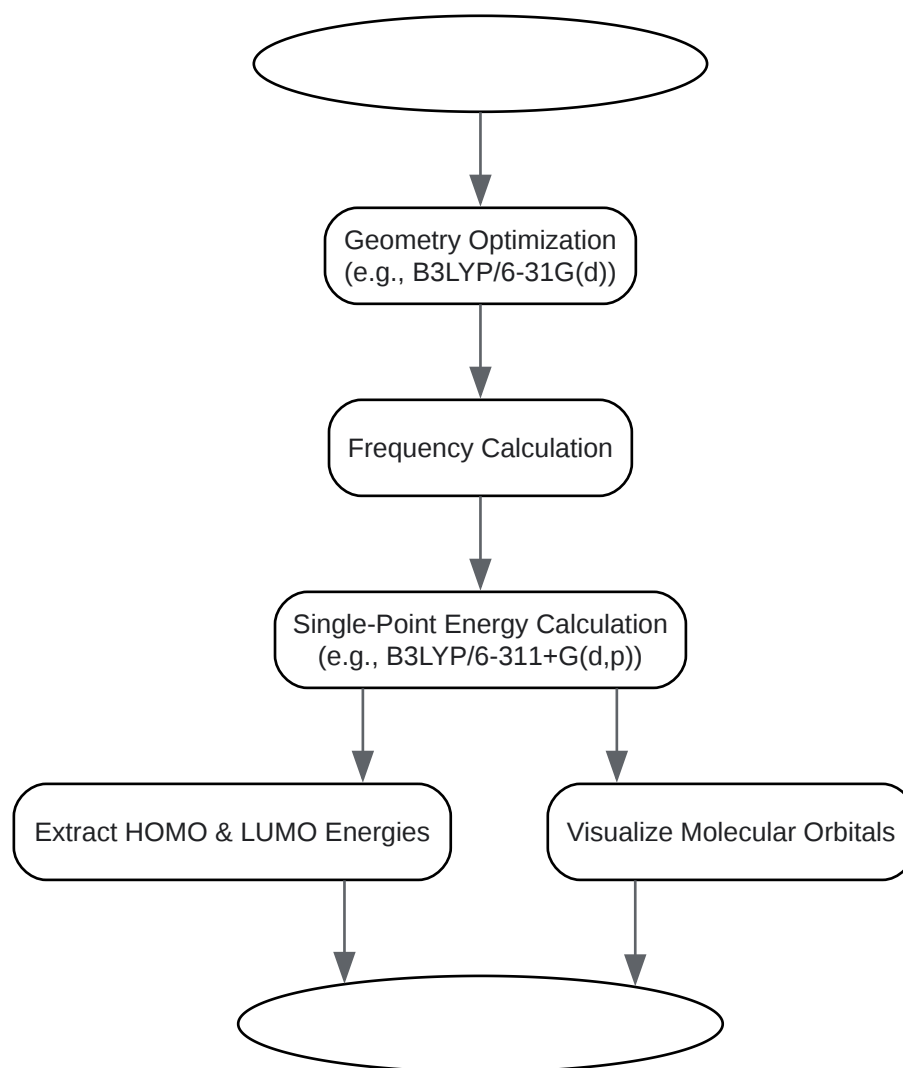 Geometry Optimization
(e.g., B3LYP/6-31G(d))
Frequency Calculation
Single-Point Energy Calculation
(e.g., B3LYP/6-311+G(d,p))
Extract HOMO & LUMO Energies
Visualize Molecular Orbitals